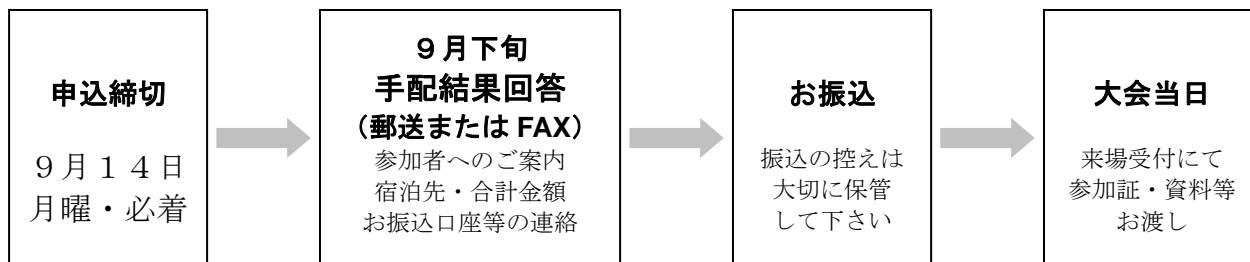 申込締切
９月１４日
月曜・必着
９月下旬
手配結果回答
（郵送または FAX）
参加者へのご案内
宿泊先・合計金額
お振込口座等の連絡
お振込
振込の控えは
大切に保管
して下さい
大会当日
来場受付にて
参加証・資料等
お渡し